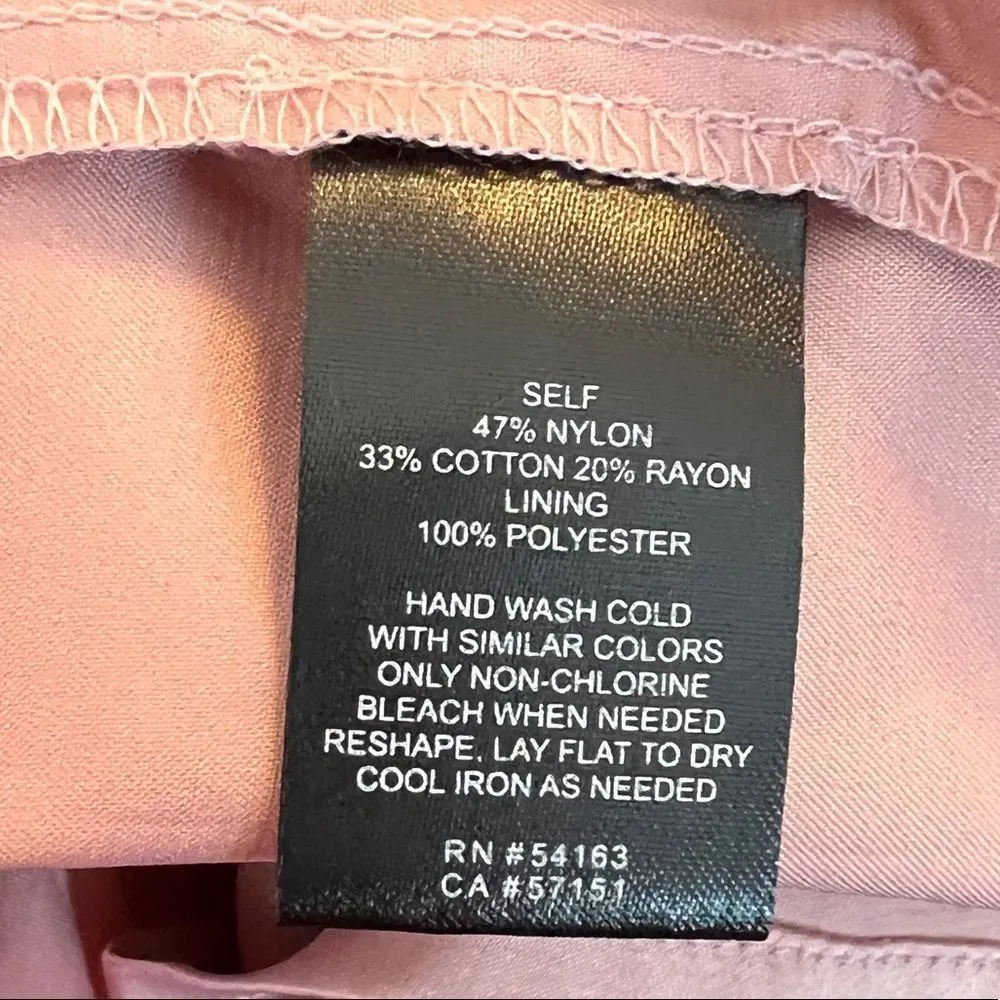 SELF
47% NYLON
33% COTTON 20% RAYON
LINING
100% POLYESTER
HAND WASH COLD
WITH SIMILAR COLORS
ONLY NON-CHLORINE
BLEACH WHEN NEEDED
RESHAPE, LAY FLAT TO DRY
COOL IRON AS NEEDED
RN #54163
CA #57151